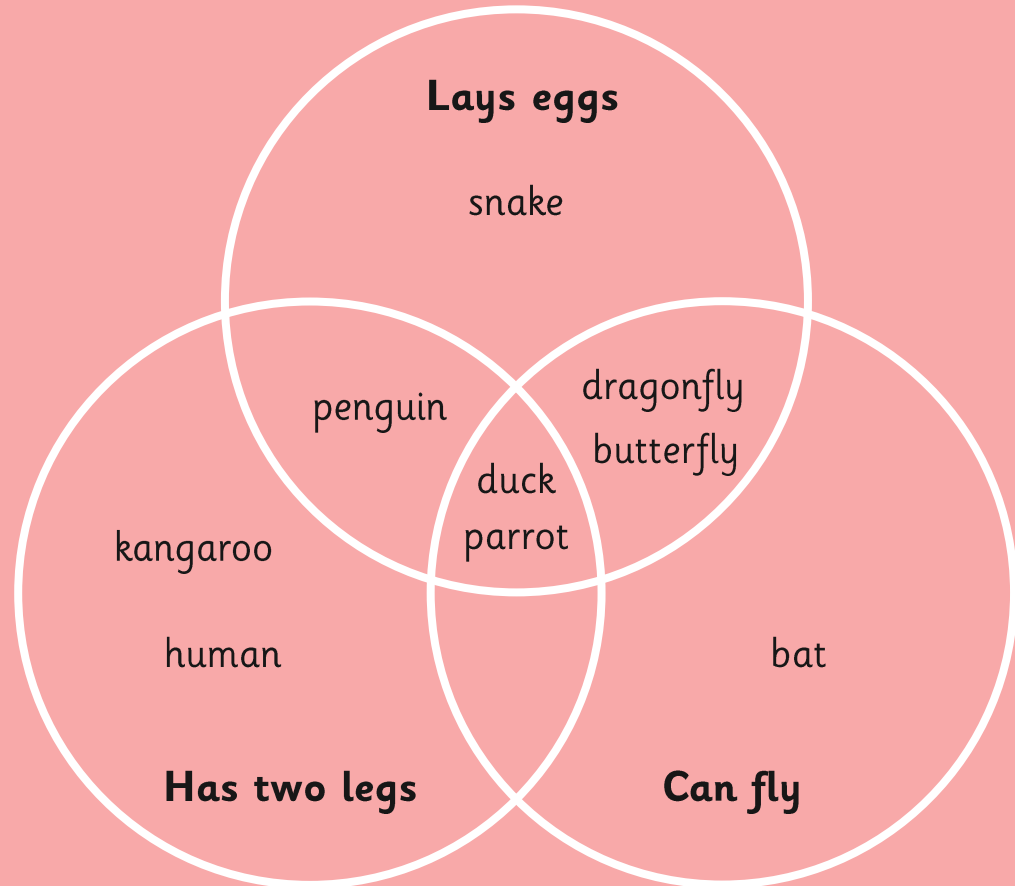 Lays eggs
snake
penguin
dragonfly
butterfly
duck
parrot
kangaroo
human
bat
Has two legs
Can fly